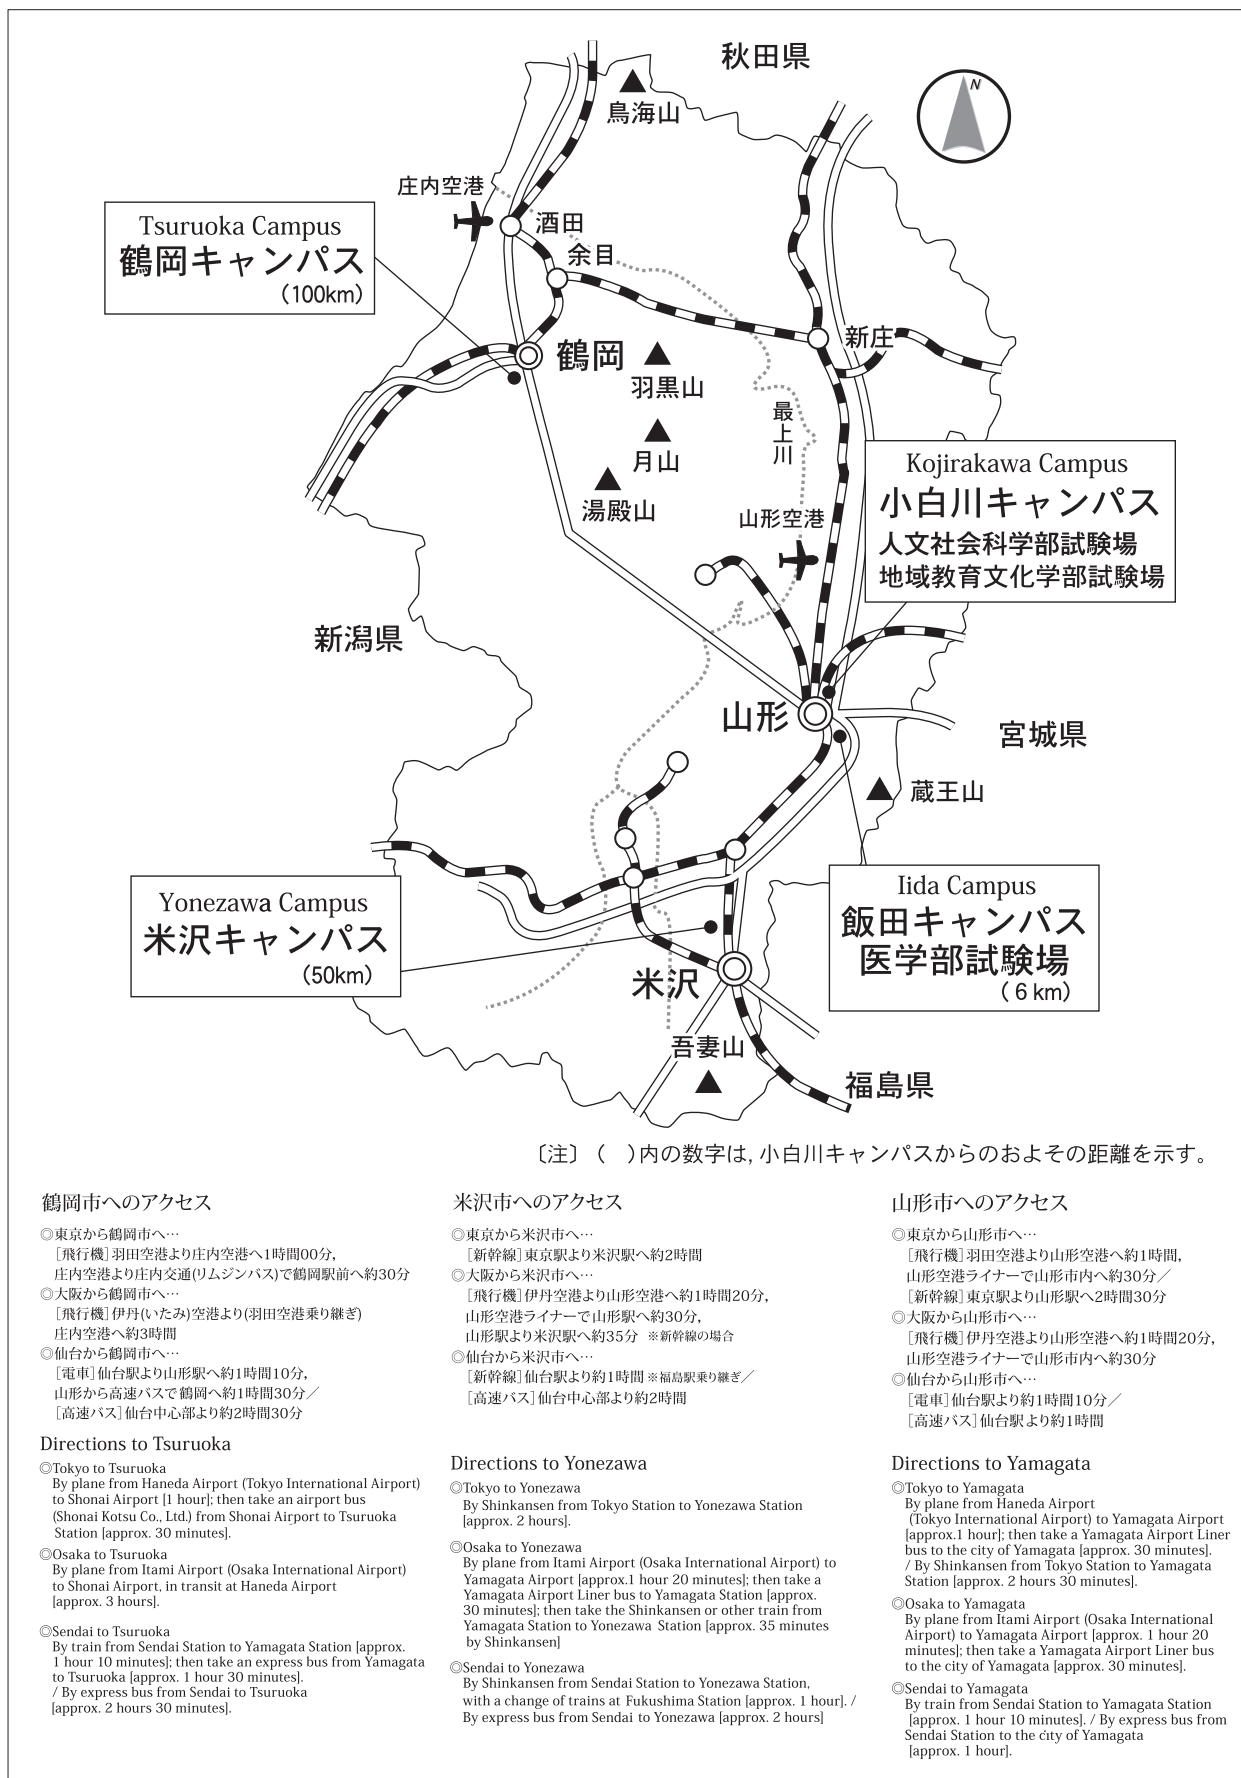 秋田県
N
鳥海山
庄内空港
酒田
余目
Tsuruoka Campus
鶴岡キャンパス
(100km)
鶴岡
新庄
羽黒山
月山
湯殿山
最上川
山形空港
Kojirakawa Campus
小白川キャンパス
人文社会科学部試験場
地域教育文化学部試験場
新潟県
山形
宮城県
蔵王山
Yonezawa Campus
米沢キャンパス
(50km)
Iida Campus
飯田キャンパス
医学部試験場
(6km)
米沢
吾妻山
福島県
〔注〕（　）内の数字は，小白川キャンパスからのおよその距離を示す。
鶴岡市へのアクセス
◎東京から鶴岡市へ…
［飛行機］羽田空港より庄内空港へ1時間00分，
庄内空港より庄内交通(リムジンバス)で鶴岡駅前へ約30分
◎大阪から鶴岡市へ…
［飛行機］伊丹(いたみ)空港より(羽田空港乗り継ぎ)
庄内空港へ約3時間
◎仙台から鶴岡市へ…
［電車］仙台駅より山形駅へ約1時間10分，
山形から高速バスで鶴岡へ約1時間30分／
［高速バス］仙台中心部より約2時間30分
Directions to Tsuruoka
◎Tokyo to Tsuruoka
By plane from Haneda Airport (Tokyo International Airport)
to Shonai Airport [1 hour]; then take an airport bus
(Shonai Kotsu Co., Ltd.) from Shonai Airport to Tsuruoka
Station [approx. 30 minutes].
◎Osaka to Tsuruoka
By plane from Itami Airport (Osaka International Airport)
to Shonai Airport, in transit at Haneda Airport
[approx. 3 hours].
◎Sendai to Tsuruoka
By train from Sendai Station to Yamagata Station [approx.
1 hour 10 minutes]; then take an express bus from Yamagata
to Tsuruoka [approx. 1 hour 30 minutes].
/ By express bus from Sendai to Tsuruoka
[approx. 2 hours 30 minutes].
米沢市へのアクセス
◎東京から米沢市へ…
［新幹線］東京駅より米沢駅へ約2時間
◎大阪から米沢市へ…
［飛行機］伊丹空港より山形空港へ約1時間20分，
山形空港ライナーで山形駅へ約30分，
山形駅より米沢駅へ約35分 ※新幹線の場合
◎仙台から米沢市へ…
［新幹線］仙台駅より約1時間 ※福島駅乗り継ぎ／
［高速バス］仙台中心部より約2時間
Directions to Yonezawa
◎Tokyo to Yonezawa
By Shinkansen from Tokyo Station to Yonezawa Station
[approx. 2 hours].
◎Osaka to Yonezawa
By plane from Itami Airport (Osaka International Airport) to
Yamagata Airport [approx.1 hour 20 minutes]; then take a
Yamagata Airport Liner bus to Yamagata Station [approx.
30 minutes]; then take the Shinkansen or other train from
Yamagata Station to Yonezawa Station [approx. 35 minutes
by Shinkansen]
◎Sendai to Yonezawa
By Shinkansen from Sendai Station to Yonezawa Station,
with a change of trains at Fukushima Station [approx. 1 hour]. /
By express bus from Sendai to Yonezawa [approx. 2 hours]
山形市へのアクセス
◎東京から山形市へ…
［飛行機］羽田空港より山形空港へ約1時間，
山形空港ライナーで山形市内へ約30分／
［新幹線］東京駅より山形駅へ2時間30分
◎大阪から山形市へ…
［飛行機］伊丹空港より山形空港へ約1時間20分，
山形空港ライナーで山形市内へ約30分
◎仙台から山形市へ…
［電車］仙台駅より約1時間10分／
［高速バス］仙台駅より約1時間
Directions to Yamagata
◎Tokyo to Yamagata
By plane from Haneda Airport
(Tokyo International Airport) to Yamagata Airport
[approx.1 hour]; then take a Yamagata Airport Liner
bus to the city of Yamagata [approx. 30 minutes].
/ By Shinkansen from Tokyo Station to Yamagata
Station [approx. 2 hours 30 minutes].
◎Osaka to Yamagata
By plane from Itami Airport (Osaka International
Airport) to Yamagata Airport [approx. 1 hour 20
minutes]; then take a Yamagata Airport Liner bus
to the city of Yamagata [approx. 30 minutes].
◎Sendai to Yamagata
By train from Sendai Station to Yamagata Station
[approx. 1 hour 10 minutes]. / By express bus from
Sendai Station to the city of Yamagata
[approx. 1 hour].